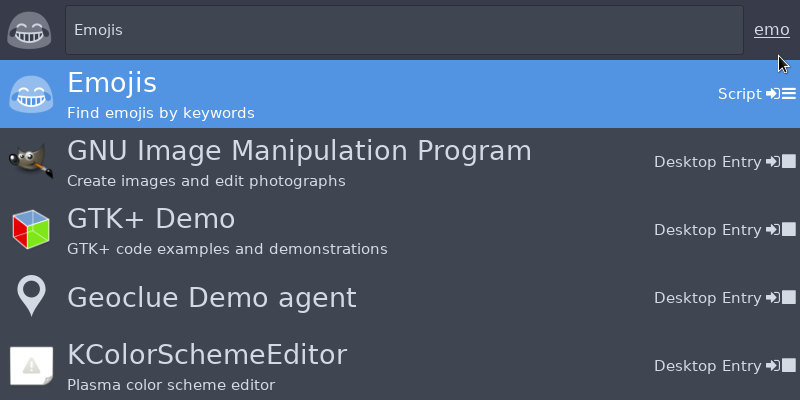 Emojis
emo
Emojis
Find emojis by keywords
Script
GNU Image Manipulation Program
Create images and edit photographs
Desktop Entry
GTK+ Demo
GTK+ code examples and demonstrations
Desktop Entry
Geoclue Demo agent
Desktop Entry
KColorSchemeEditor
Plasma color scheme editor
Desktop Entry